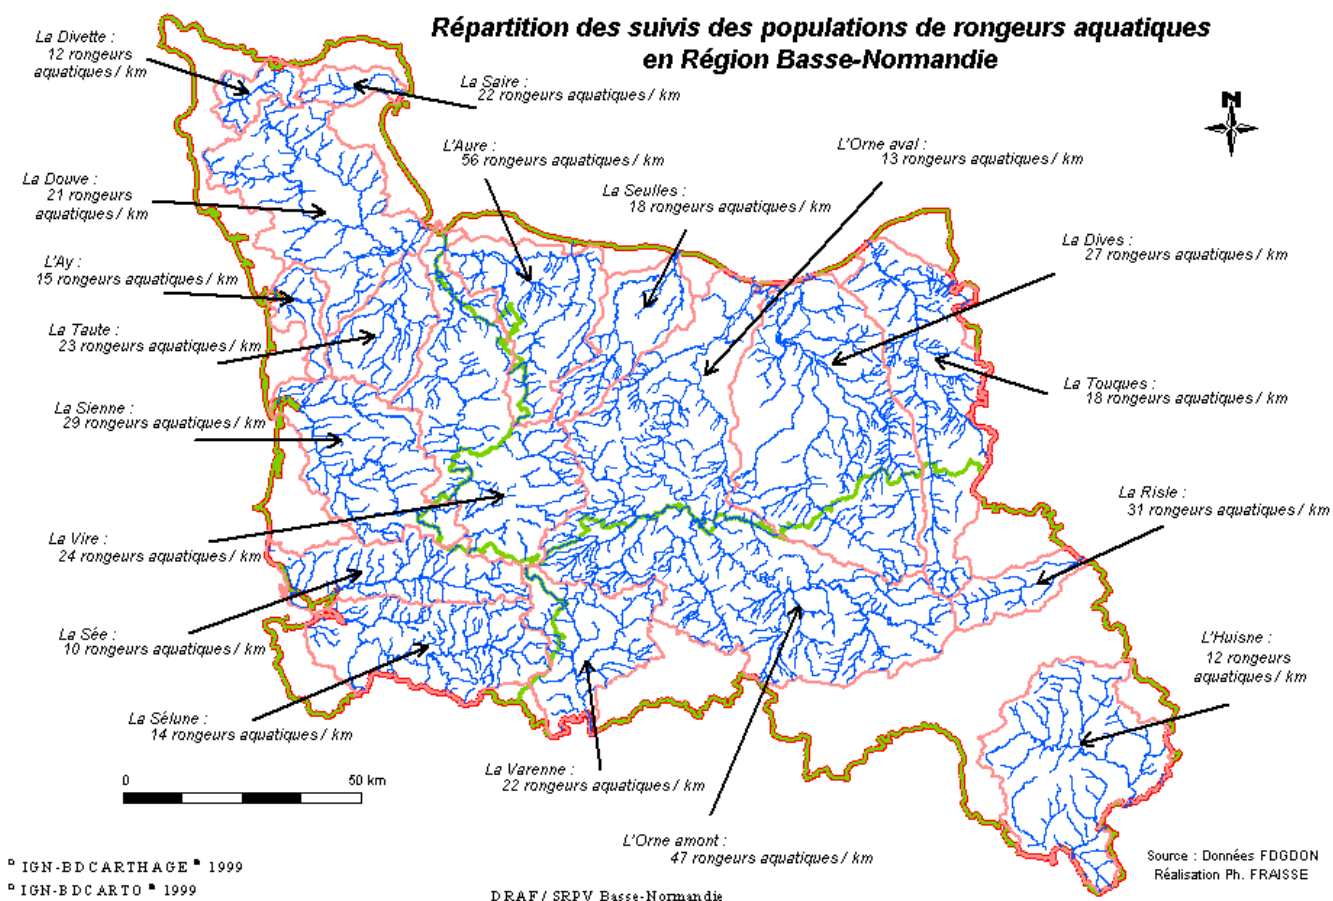 Répartition des suivis des populations de rongeurs aquatiques
en Région Basse-Normandie
La Divette :
12 rongeurs
aquatiques / km
La Saire :
22 rongeurs aquatiques / km
N
L'Aure :
56 rongeurs aquatiques / km
L'Orne aval :
13 rongeurs aquatiques / km
La Douve :
21 rongeurs
aquatiques / km
La Seulles :
18 rongeurs aquatiques / km
La Dives :
27 rongeurs aquatiques / km
L'Ay :
15 rongeurs aquatiques / km
La Taute :
23 rongeurs aquatiques / km
La Touques :
18 rongeurs aquatiques / km
La Sienne :
29 rongeurs aquatiques / km
La Risle :
31 rongeurs aquatiques / km
La Vire :
24 rongeurs aquatiques / km
La Sée :
10 rongeurs aquatiques / km
L'Huisne :
12 rongeurs
aquatiques / km
La Sélune :
14 rongeurs aquatiques / km
La Varenne :
22 rongeurs aquatiques / km
0 50 km
L'Orne amont :
47 rongeurs aquatiques / km
IGN-BDCARTHAGE ® 1999
IGN-BDCARTO ® 1999
DRAF / SRPV Basse-Normandie
Source : Données FDGDON
Réalisation Ph. FRAISSE